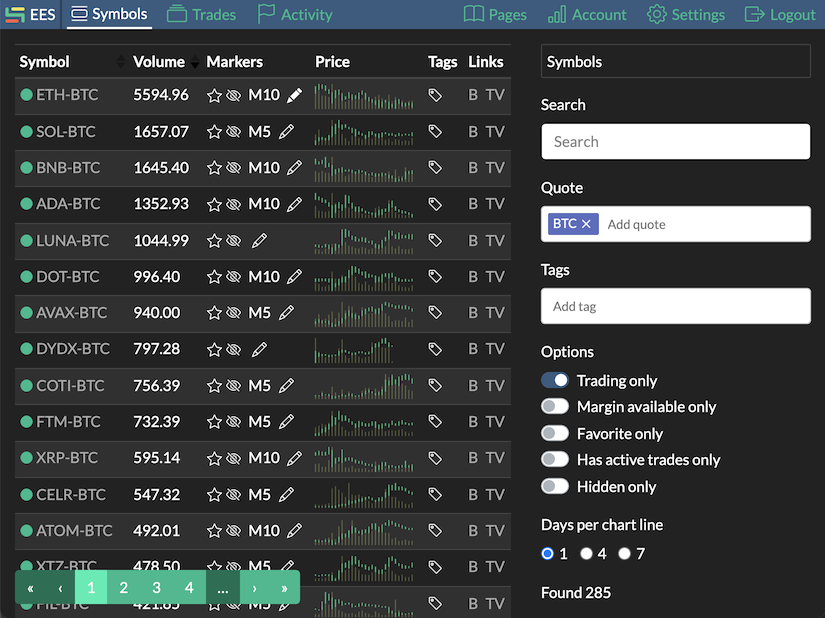 EES Symbols Trades Activity Pages Account Settings Logout
Symbol Volume Markers Price Tags Links
ETH-BTC 5594.96 M10 B TV
SOL-BTC 1657.07 M5 B TV
BNB-BTC 1645.40 M10 B TV
ADA-BTC 1352.93 M10 B TV
LUNA-BTC 1044.99 B TV
DOT-BTC 996.40 M10 B TV
AVAX-BTC 940.00 M5 B TV
DYDX-BTC 797.28 B TV
COTI-BTC 756.39 M5 B TV
FTM-BTC 732.39 M5 B TV
XRP-BTC 595.14 M10 B TV
CELR-BTC 547.32 M5 B TV
ATOM-BTC 492.01 M10 B TV
XTZ-BTC 478.50 M5 B TV
« ‹ 1 2 3 4 ... › »
FIL-BTC 421.85 M5 B TV
Symbols
Search
Search
Quote
BTC × Add quote
Tags
Add tag
Options
Trading only
Margin available only
Favorite only
Has active trades only
Hidden only
Days per chart line
1 4 7
Found 285